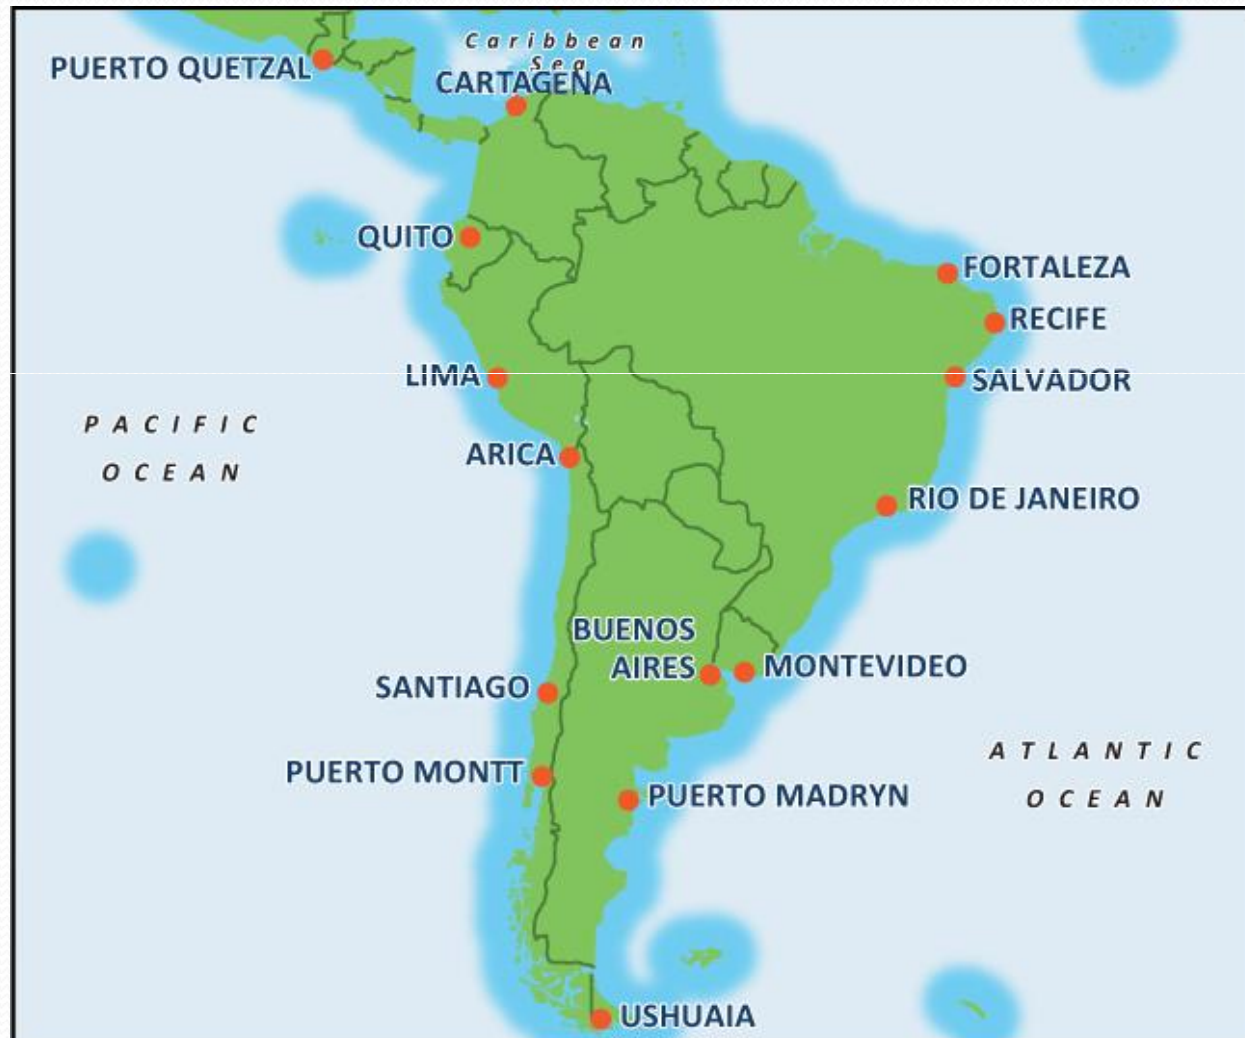 Caribbean
Sea
PUERTO QUETZAL
CARTAGENA
QUITO
FORTALEZA
RECIFE
LIMA
SALVADOR
PACIFIC
OCEAN
ARICA
RIO DE JANEIRO
BUENOS
AIRES
MONTEVIDEO
SANTIAGO
ATLANTIC
OCEAN
PUERTO MONTT
PUERTO MADRYN
USHUAIA